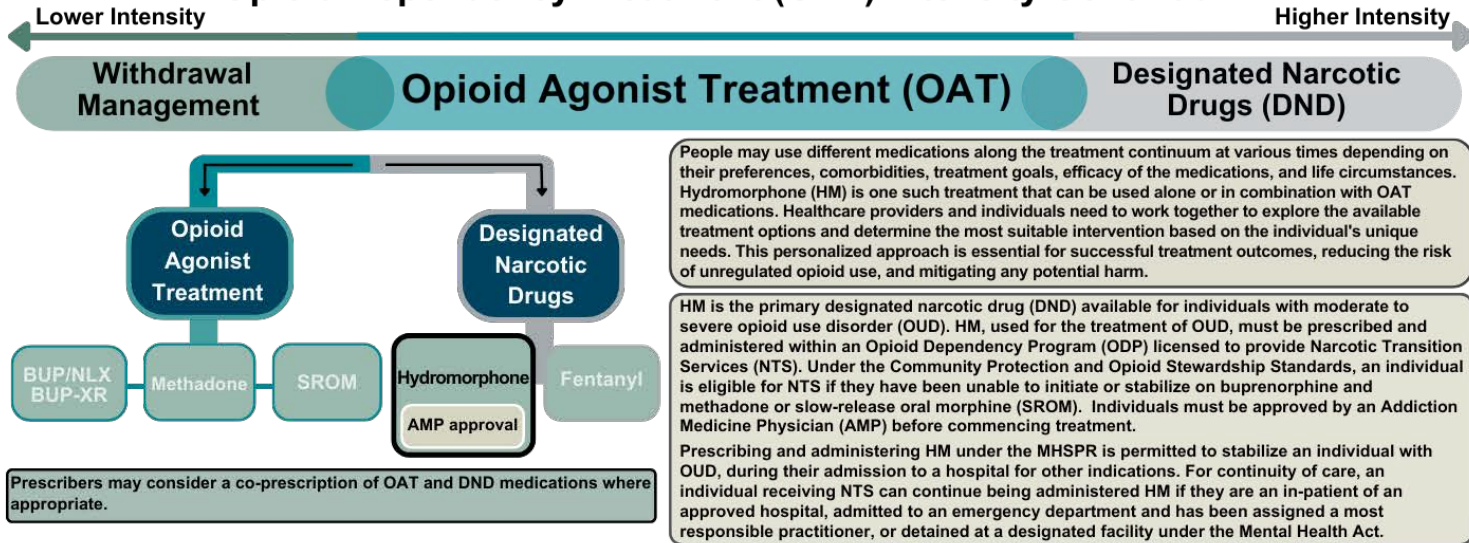 Lower Intensity
Higher Intensity
Withdrawal
Management
Opioid Agonist Treatment (OAT)
Designated Narcotic
Drugs (DND)
Opioid
Agonist
Treatment
Designated
Narcotic
Drugs
BUP/NLX
BUP-XR
Methadone
SROM
Hydromorphone
AMP approval
Fentanyl
Prescribers may consider a co-prescription of OAT and DND medications where
appropriate.
People may use different medications along the treatment continuum at various times depending on
their preferences, comorbidities, treatment goals, efficacy of the medications, and life circumstances.
Hydromorphone (HM) is one such treatment that can be used alone or in combination with OAT
medications. Healthcare providers and individuals need to work together to explore the available
treatment options and determine the most suitable intervention based on the individual's unique
needs. This personalized approach is essential for successful treatment outcomes, reducing the risk
of unregulated opioid use, and mitigating any potential harm.
HM is the primary designated narcotic drug (DND) available for individuals with moderate to
severe opioid use disorder (OUD). HM, used for the treatment of OUD, must be prescribed and
administered within an Opioid Dependency Program (ODP) licensed to provide Narcotic Transition
Services (NTS). Under the Community Protection and Opioid Stewardship Standards, an individual
is eligible for NTS if they have been unable to initiate or stabilize on buprenorphine and
methadone or slow-release oral morphine (SROM). Individuals must be approved by an Addiction
Medicine Physician (AMP) before commencing treatment.
Prescribing and administering HM under the MHSPR is permitted to stabilize an individual with
OUD, during their admission to a hospital for other indications. For continuity of care, an
individual receiving NTS can continue being administered HM if they are an in-patient of an
approved hospital, admitted to an emergency department and has been assigned a most
responsible practitioner, or detained at a designated facility under the Mental Health Act.